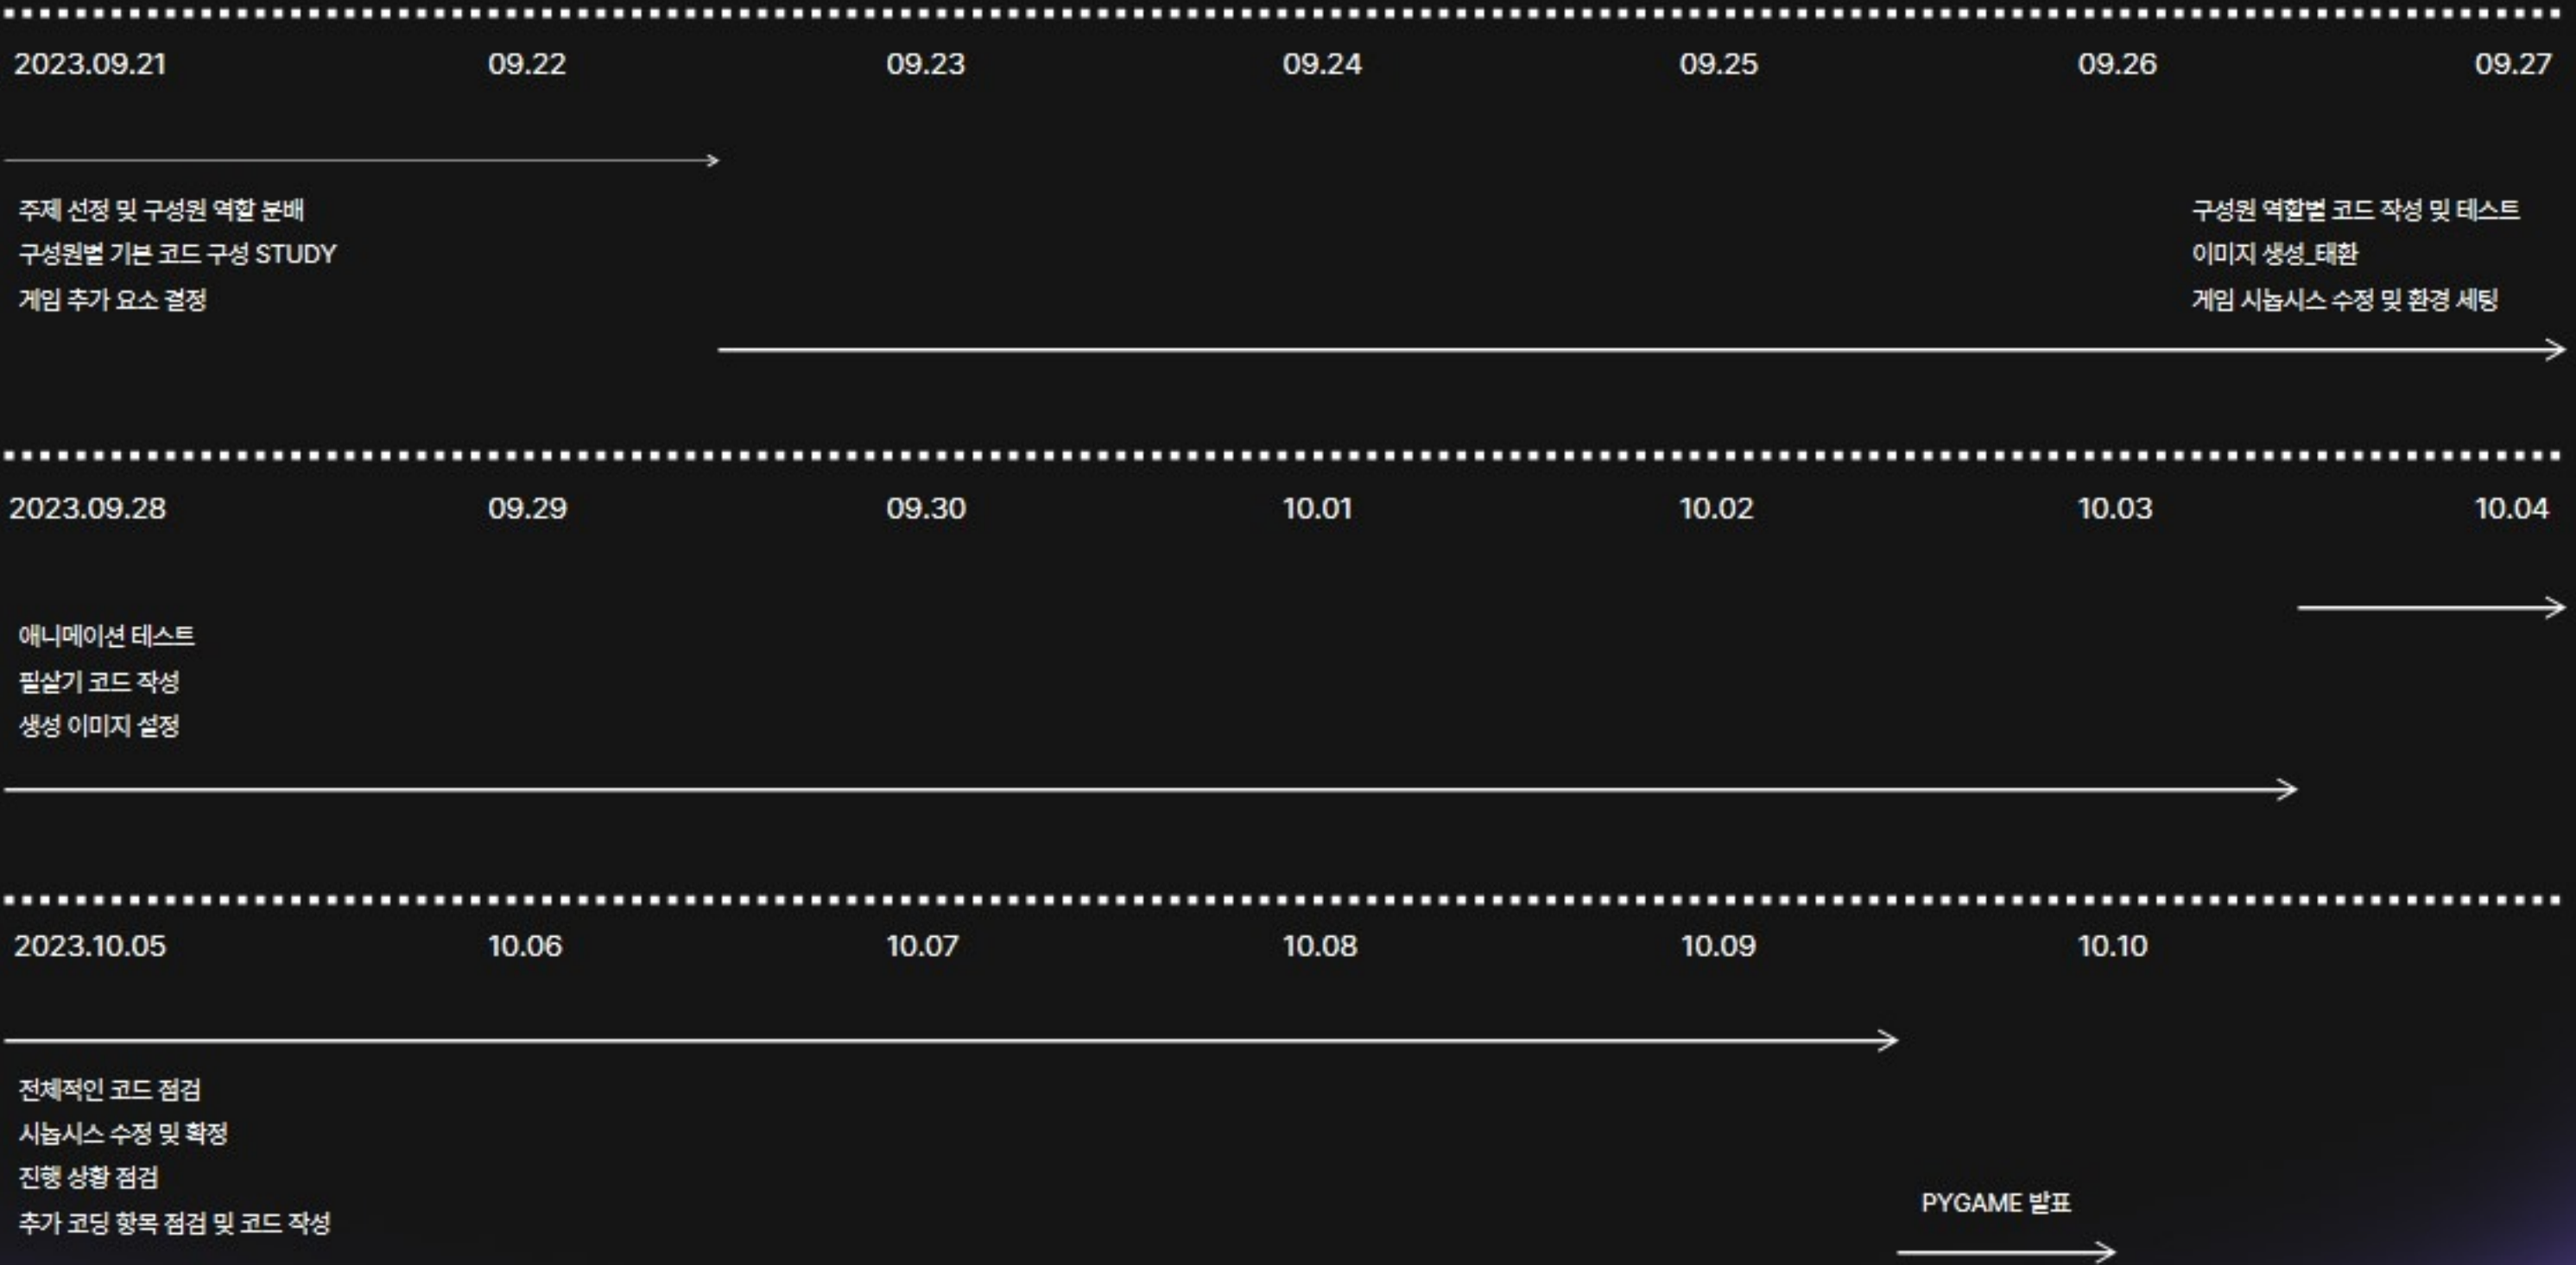 2023.09.21 09.22 09.23 09.24 09.25 09.26 09.27
주제 선정 및 구성원 역할 분배
구성원별 기본 코드 구성 STUDY
게임 추가 요소 결정
구성원 역할별 코드 작성 및 테스트
이미지 생성_태환
게임 시놉시스 수정 및 환경 세팅
2023.09.28 09.29 09.30 10.01 10.02 10.03 10.04
애니메이션 테스트
필살기 코드 작성
생성 이미지 설정
2023.10.05 10.06 10.07 10.08 10.09 10.10
전체적인 코드 점검
시놉시스 수정 및 확정
진행 상황 점검
추가 코딩 항목 점검 및 코드 작성
PYGAME 발표